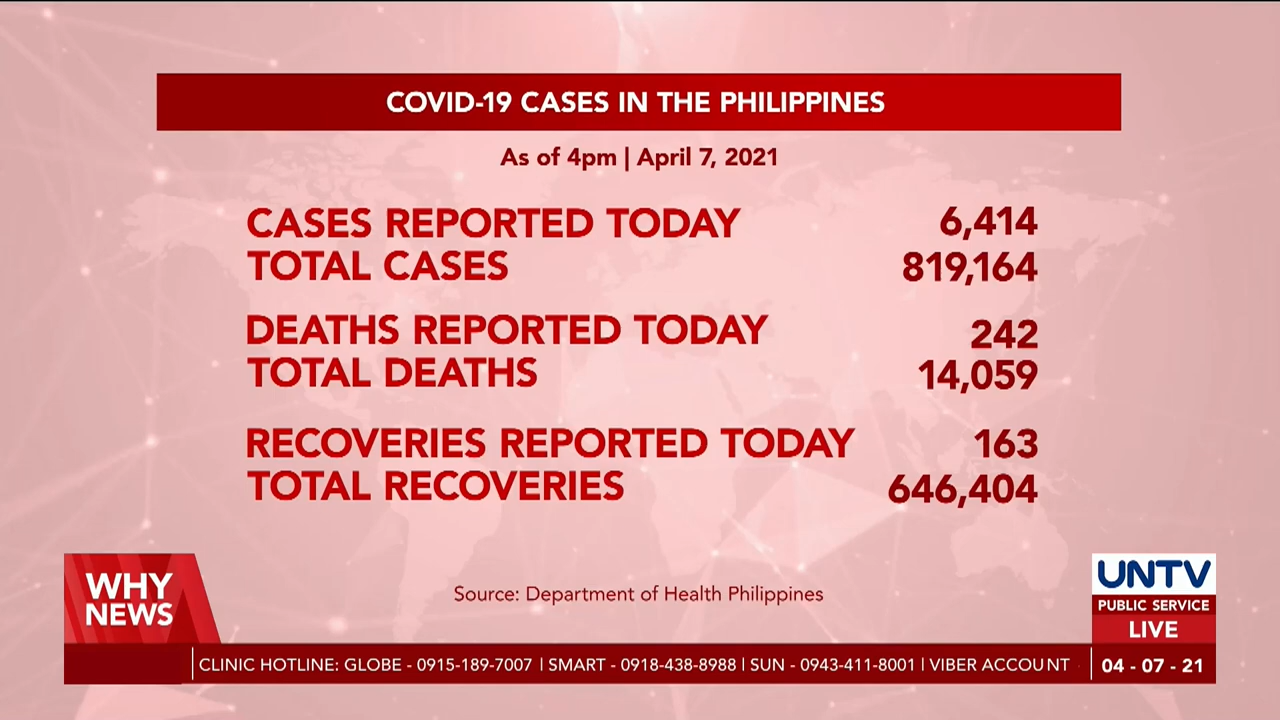 COVID-19 CASES IN THE PHILIPPINES
As of 4pm | April 7, 2021
CASES REPORTED TODAY 6,414
TOTAL CASES 819,164
DEATHS REPORTED TODAY 242
TOTAL DEATHS 14,059
RECOVERIES REPORTED TODAY 163
TOTAL RECOVERIES 646,404
Source: Department of Health Philippines
WHY
NEWS
UNTV
PUBLIC SERVICE
LIVE
CLINIC HOTLINE: GLOBE - 0915-189-7007 | SMART - 0918-438-8988 | SUN - 0943-411-8001 | VIBER ACCOUNT
04 - 07 - 21